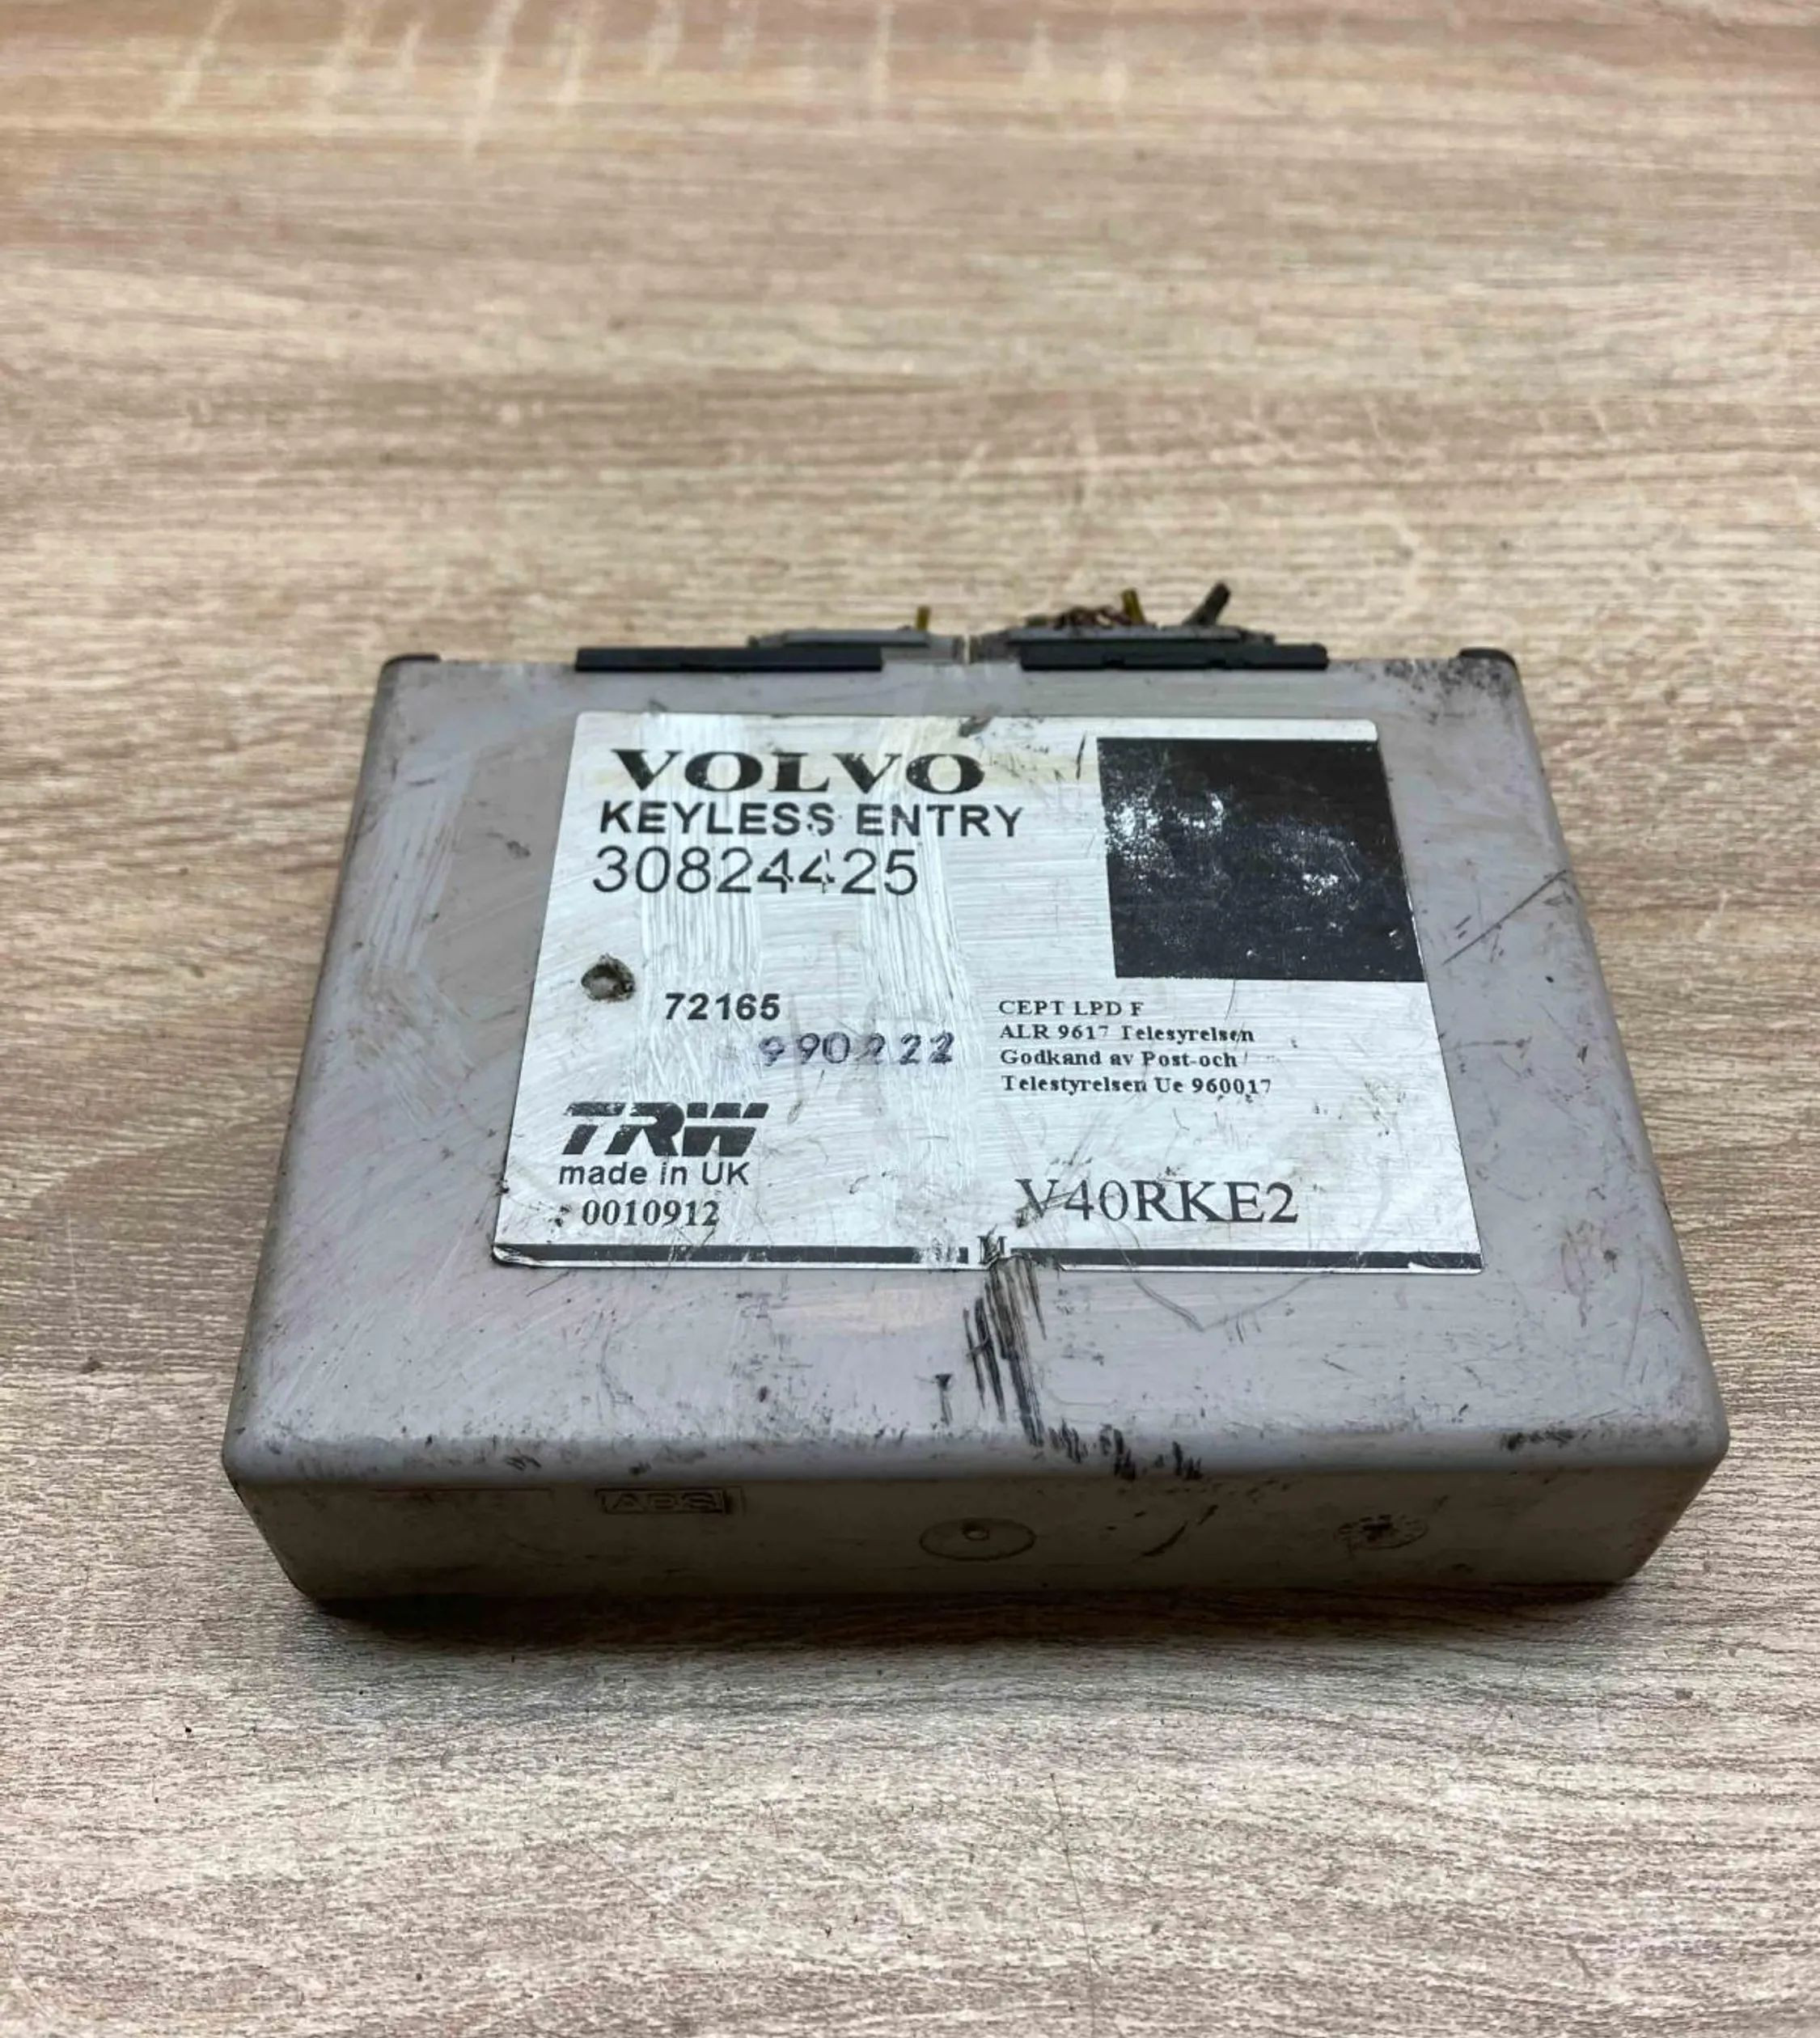 VOLVO
KEYLESS ENTRY
30824425
72165
990222
CEPT LPD F
ALR 9617 Telesyrelsen
Godkand av Post-och
Telestyrelsen Ue 960017
TRW
made in UK
0010912
V40RKE2
M
ABS